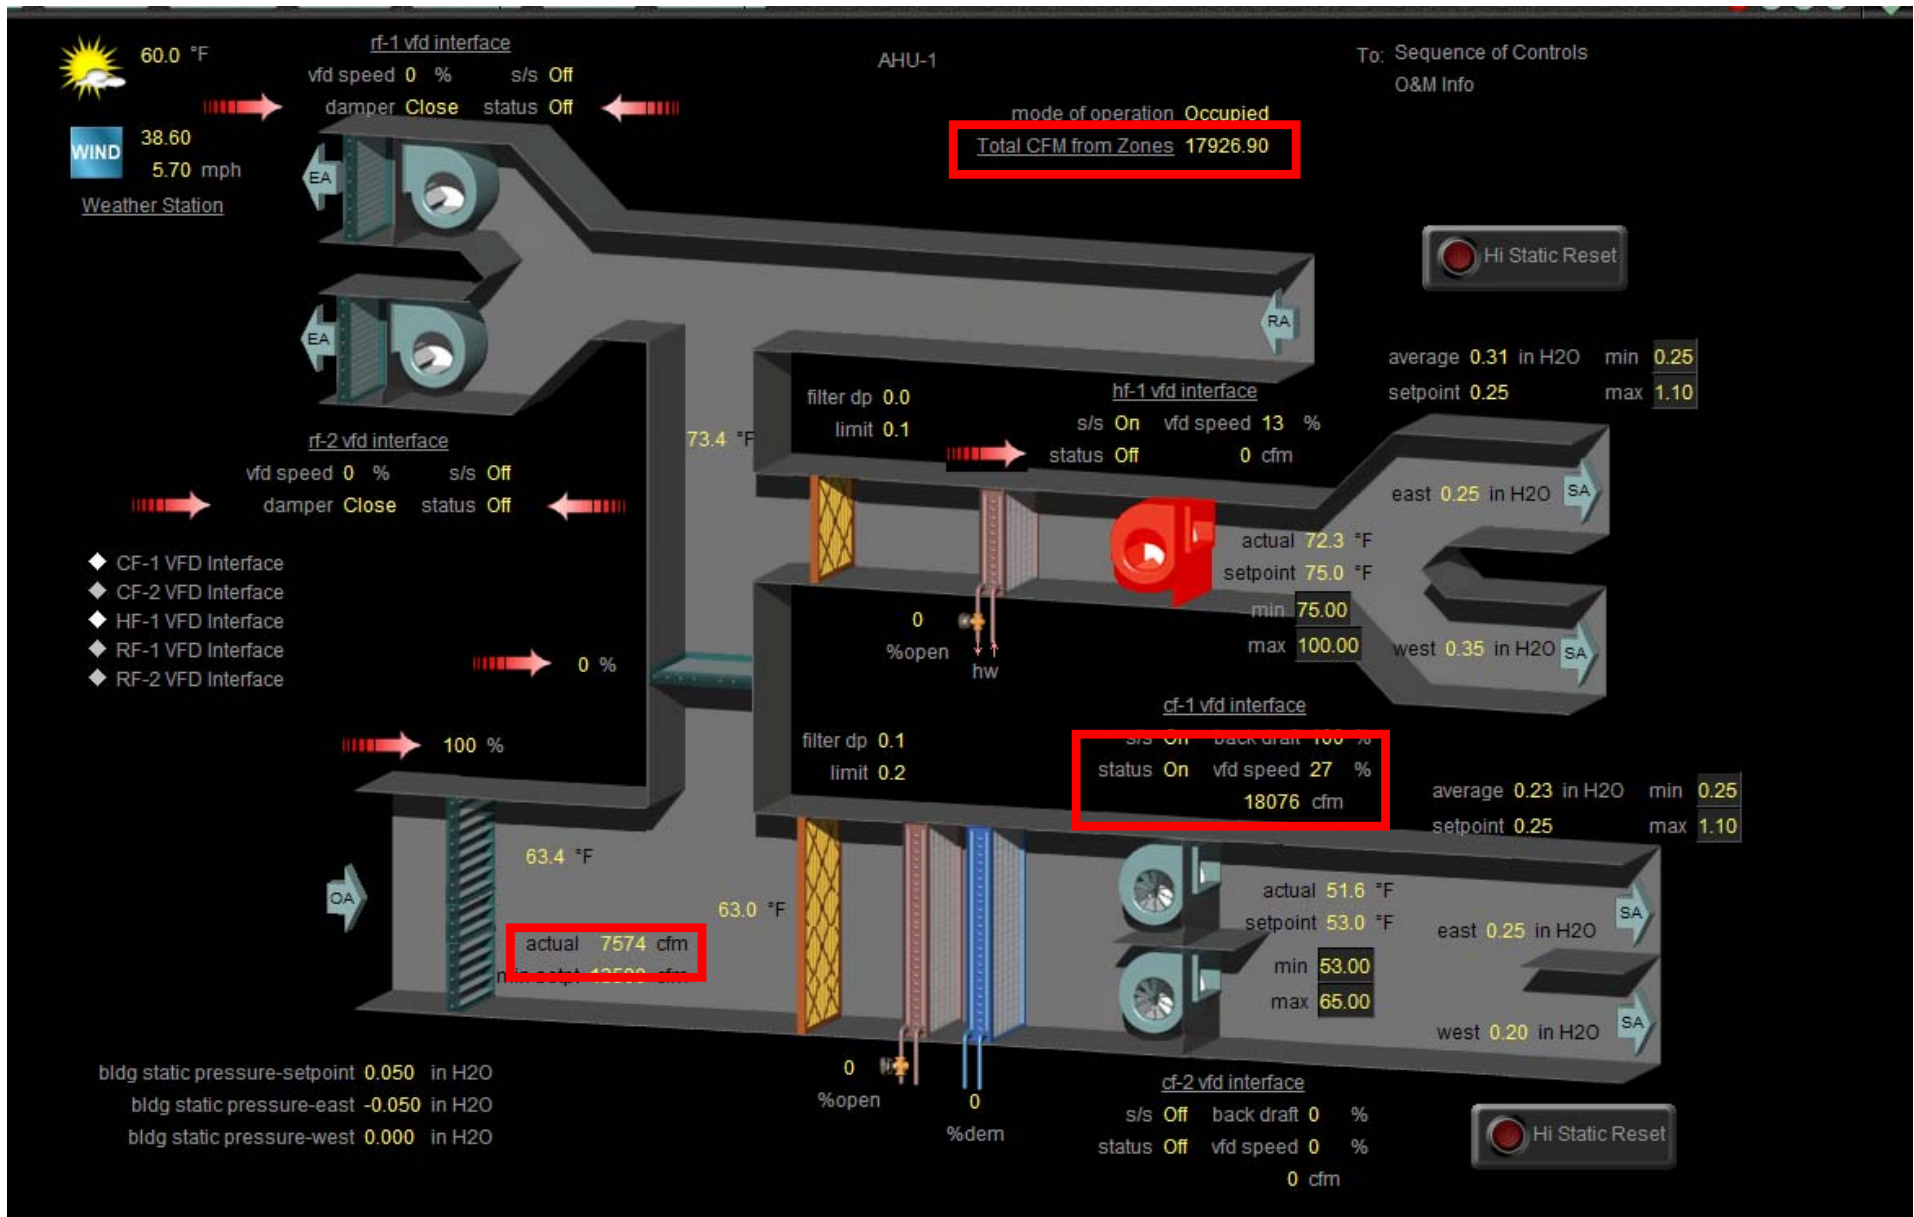 60.0 °F
rf-1 vfd interface
vfd speed 0 % s/s Off
damper Close status Off
AHU-1
To: Sequence of Controls
O&M Info
mode of operation Occupied
Total CFM from Zones 17926.90
WIND
38.60
5.70 mph
Weather Station
EA
EA
RA
Hi Static Reset
average 0.31 in H2O min 0.25
setpoint 0.25 max 1.10
filter dp 0.0
limit 0.1
hf-1 vfd interface
s/s On vfd speed 13 %
status Off 0 cfm
73.4 °F
rf-2 vfd interface
vfd speed 0 % s/s Off
damper Close status Off
east 0.25 in H2O SA
actual 72.3 °F
setpoint 75.0 °F
min 75.00
max 100.00
west 0.35 in H2O SA
CF-1 VFD Interface
CF-2 VFD Interface
HF-1 VFD Interface
RF-1 VFD Interface
RF-2 VFD Interface
0
%open
hw
0 %
100 %
cf-1 vfd interface
filter dp 0.1
limit 0.2
s/s On back draft 100 %
status On vfd speed 27 %
18076 cfm
average 0.23 in H2O min 0.25
setpoint 0.25 max 1.10
63.4 °F
OA
63.0 °F
actual 7574 cfm
min setpt cfm
actual 51.6 °F
setpoint 53.0 °F
min 53.00
max 65.00
SA
east 0.25 in H2O
west 0.20 in H2O SA
bldg static pressure-setpoint 0.050 in H2O
bldg static pressure-east -0.050 in H2O
bldg static pressure-west 0.000 in H2O
0
%open
0
%dem
cf-2 vfd interface
s/s Off back draft 0 %
status Off vfd speed 0 %
0 cfm
Hi Static Reset